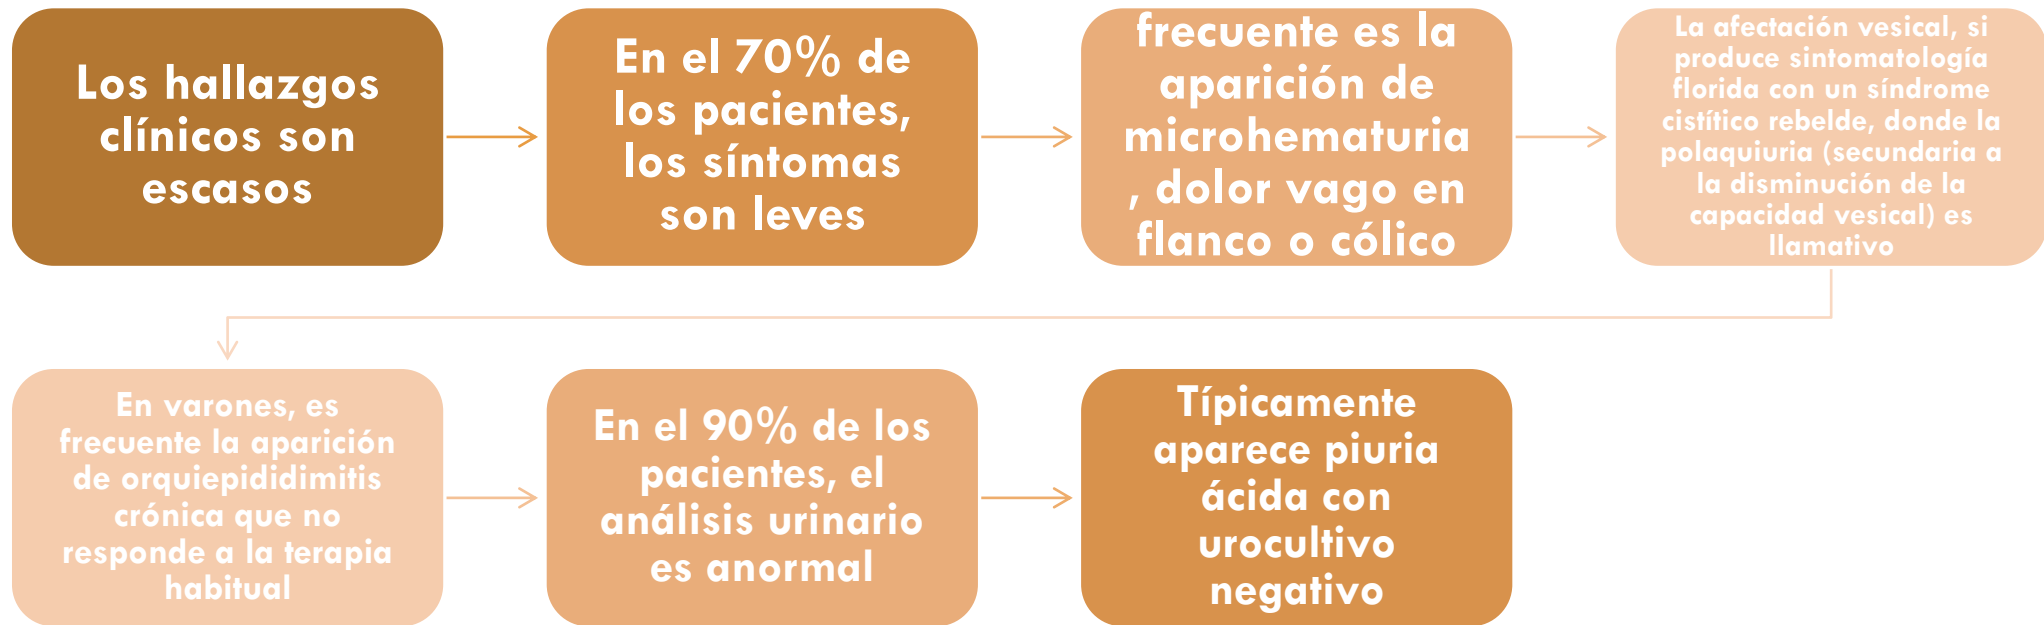 Los hallazgos
clínicos son
escasos
En el 70% de
los pacientes,
los síntomas
son leves
frecuente es la
aparición de
microhematuria
, dolor vago en
flanco o cólico
La afectación vesical, si
produce sintomatología
florida con un síndrome
cistítico rebelde, donde la
polaquiuria (secundaria a
la disminución de la
capacidad vesical) es
llamativo
En varones, es
frecuente la aparición
de orquiepididimitis
crónica que no
responde a la terapia
habitual
En el 90% de los
pacientes, el
análisis urinario
es anormal
Típicamente
aparece piuria
ácida con
urocultivo
negativo